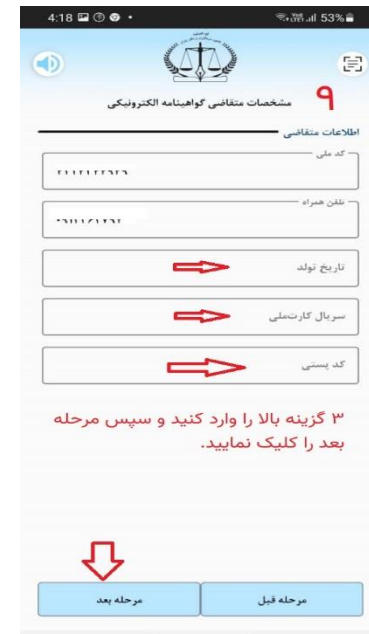 4:18
53%
۹
مشخصات متقاضی گواهینامه الکترونیکی
اطلاعات متقاضی
کد ملی
تلفن همراه
تاریخ تولد
سریال کارت‌ملی
کد پستی
۳ گزینه بالا را وارد کنید و سپس مرحله
بعد را کلیک نمایید.
مرحله قبل
مرحله بعد